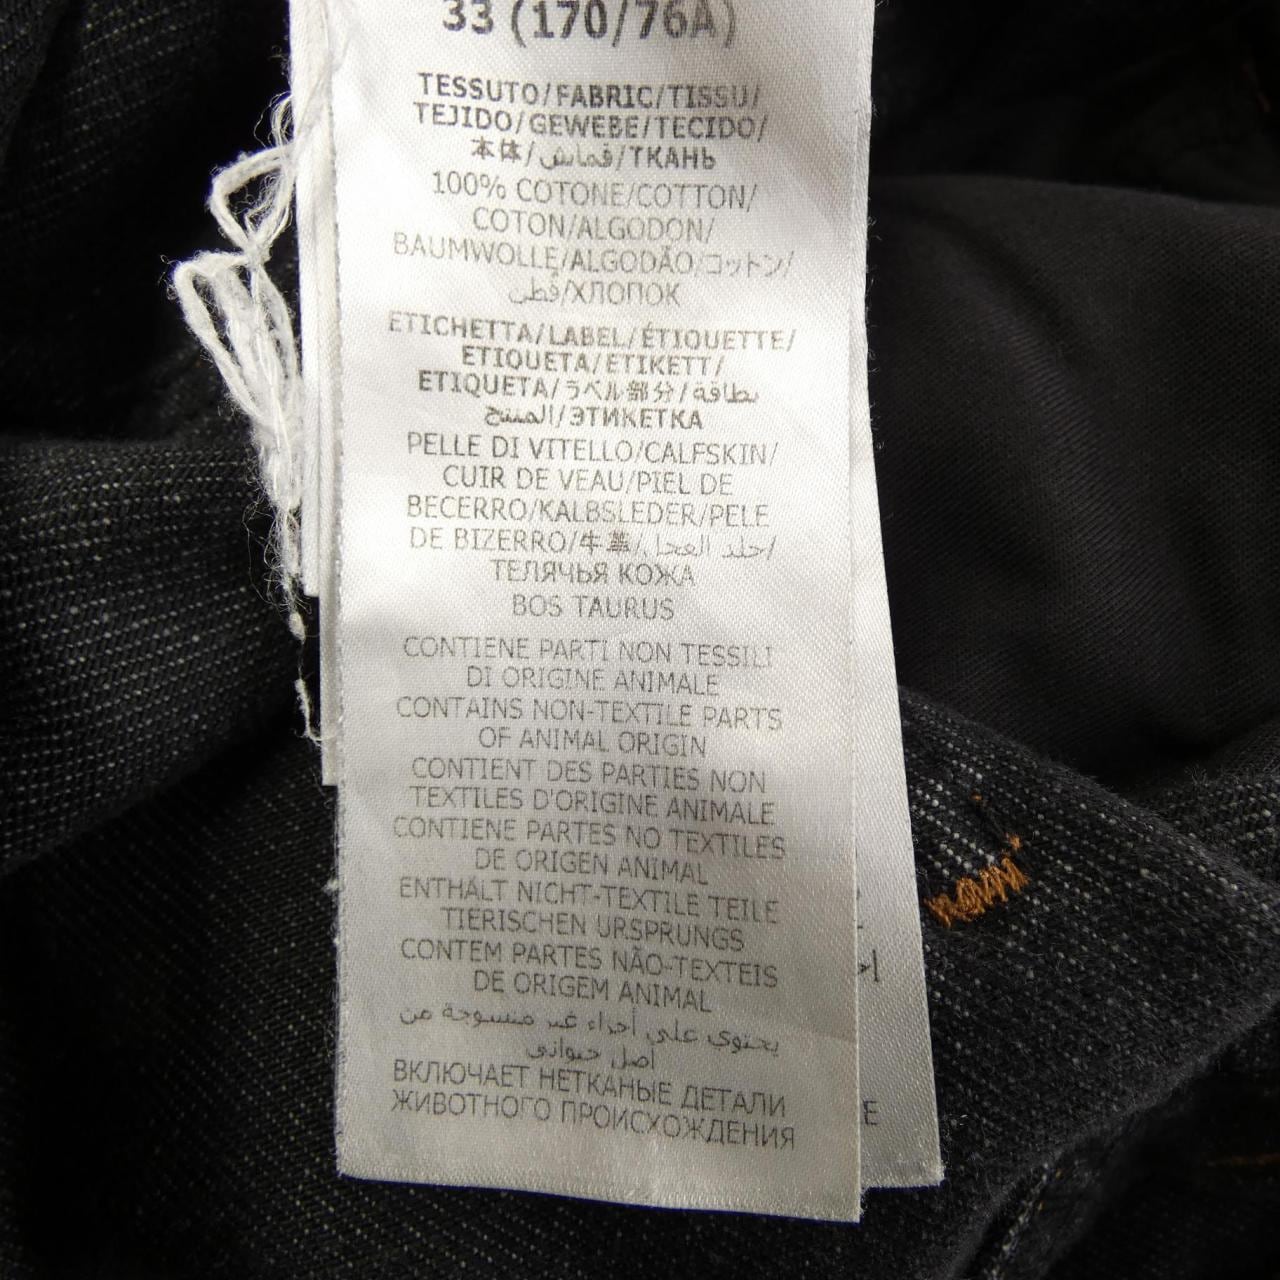 33 (170/76A)
TESSUTO/FABRIC/TISSU/
TEJIDO/GEWEBE/TECIDO/
本体/قماش/ТКАНЬ
100% COTONE/COTTON/
COTON/ALGODON/
BAUMWOLLE/ALGODÃO/コットン/
قطن/ХЛОПОК
ETICHETTA/LABEL/ÉTIQUETTE/
ETIQUETA/ETIKETT/
ETIQUETA/ラベル部分/بطاقة
المنتج/ЭТИКЕТКА
PELLE DI VITELLO/CALFSKIN/
CUIR DE VEAU/PIEL DE
BECERRO/KALBSLEDER/PELE
DE BIZERRO/牛革/جلد العجل/
ТЕЛЯЧЬЯ КОЖА
BOS TAURUS
CONTIENE PARTI NON TESSILI
DI ORIGINE ANIMALE
CONTAINS NON-TEXTILE PARTS
OF ANIMAL ORIGIN
CONTIENT DES PARTIES NON
TEXTILES D'ORIGINE ANIMALE
CONTIENE PARTES NO TEXTILES
DE ORIGEN ANIMAL
ENTHÄLT NICHT-TEXTILE TEILE
TIERISCHEN URSPRUNGS
CONTEM PARTES NÃO-TEXTEIS
DE ORIGEM ANIMAL
يحتوي على أجزاء غير منسوجة من
أصل حيواني
ВКЛЮЧАЕТ НЕТКАНЫЕ ДЕТАЛИ
ЖИВОТНОГО ПРОИСХОЖДЕНИЯ